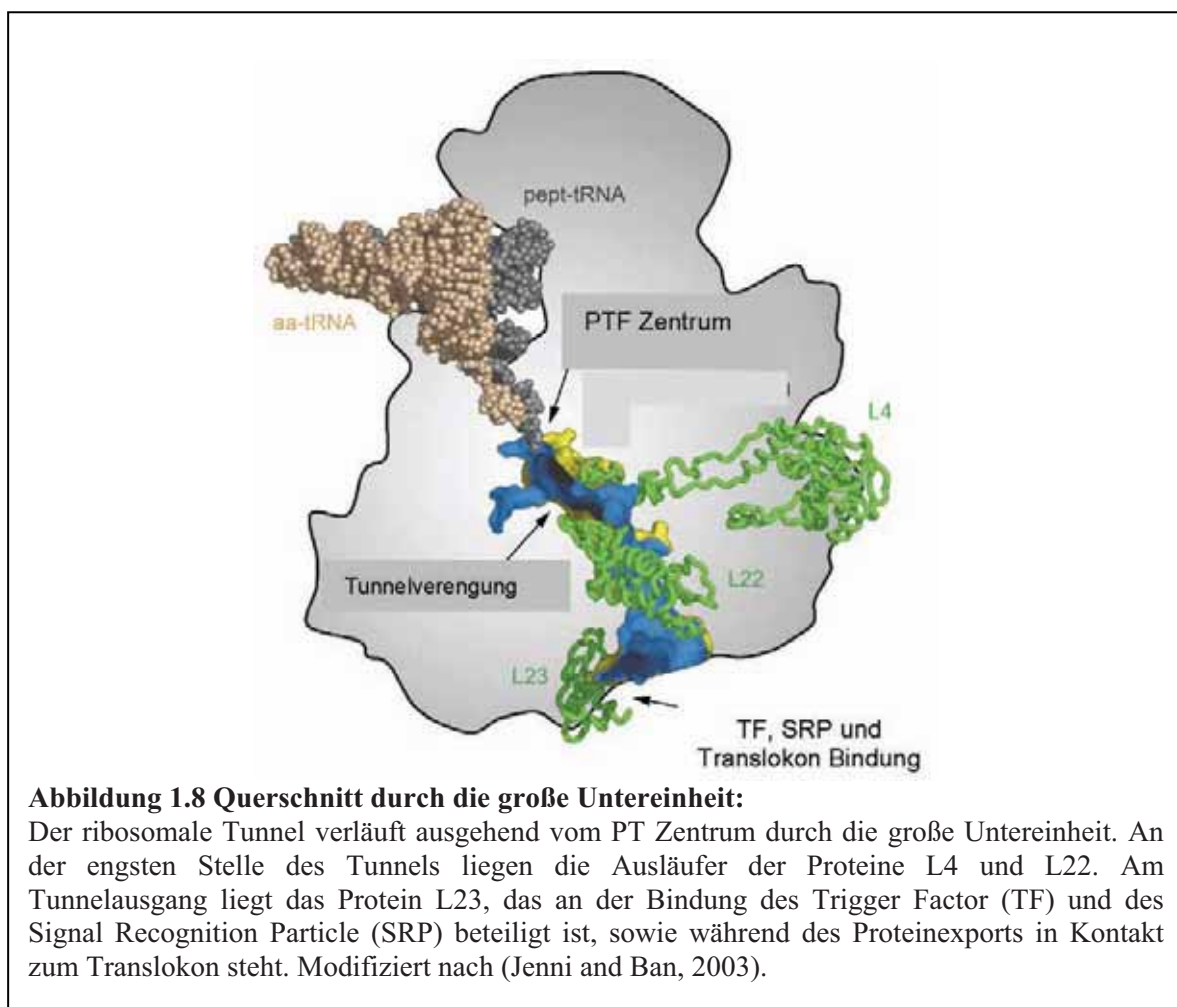 pept-tRNA
aa-tRNA
PTF Zentrum
L4
Tunnelverengung
L22
L23
TF, SRP und
Translokon Bindung
Abbildung 1.8 Querschnitt durch die große Untereinheit:
Der ribosomale Tunnel verläuft ausgehend vom PT Zentrum durch die große Untereinheit. An
der engsten Stelle des Tunnels liegen die Ausläufer der Proteine L4 und L22. Am
Tunnelausgang liegt das Protein L23, das an der Bindung des Trigger Factor (TF) und des
Signal Recognition Particle (SRP) beteiligt ist, sowie während des Proteinexports in Kontakt
zum Translokon steht. Modifiziert nach (Jenni and Ban, 2003).